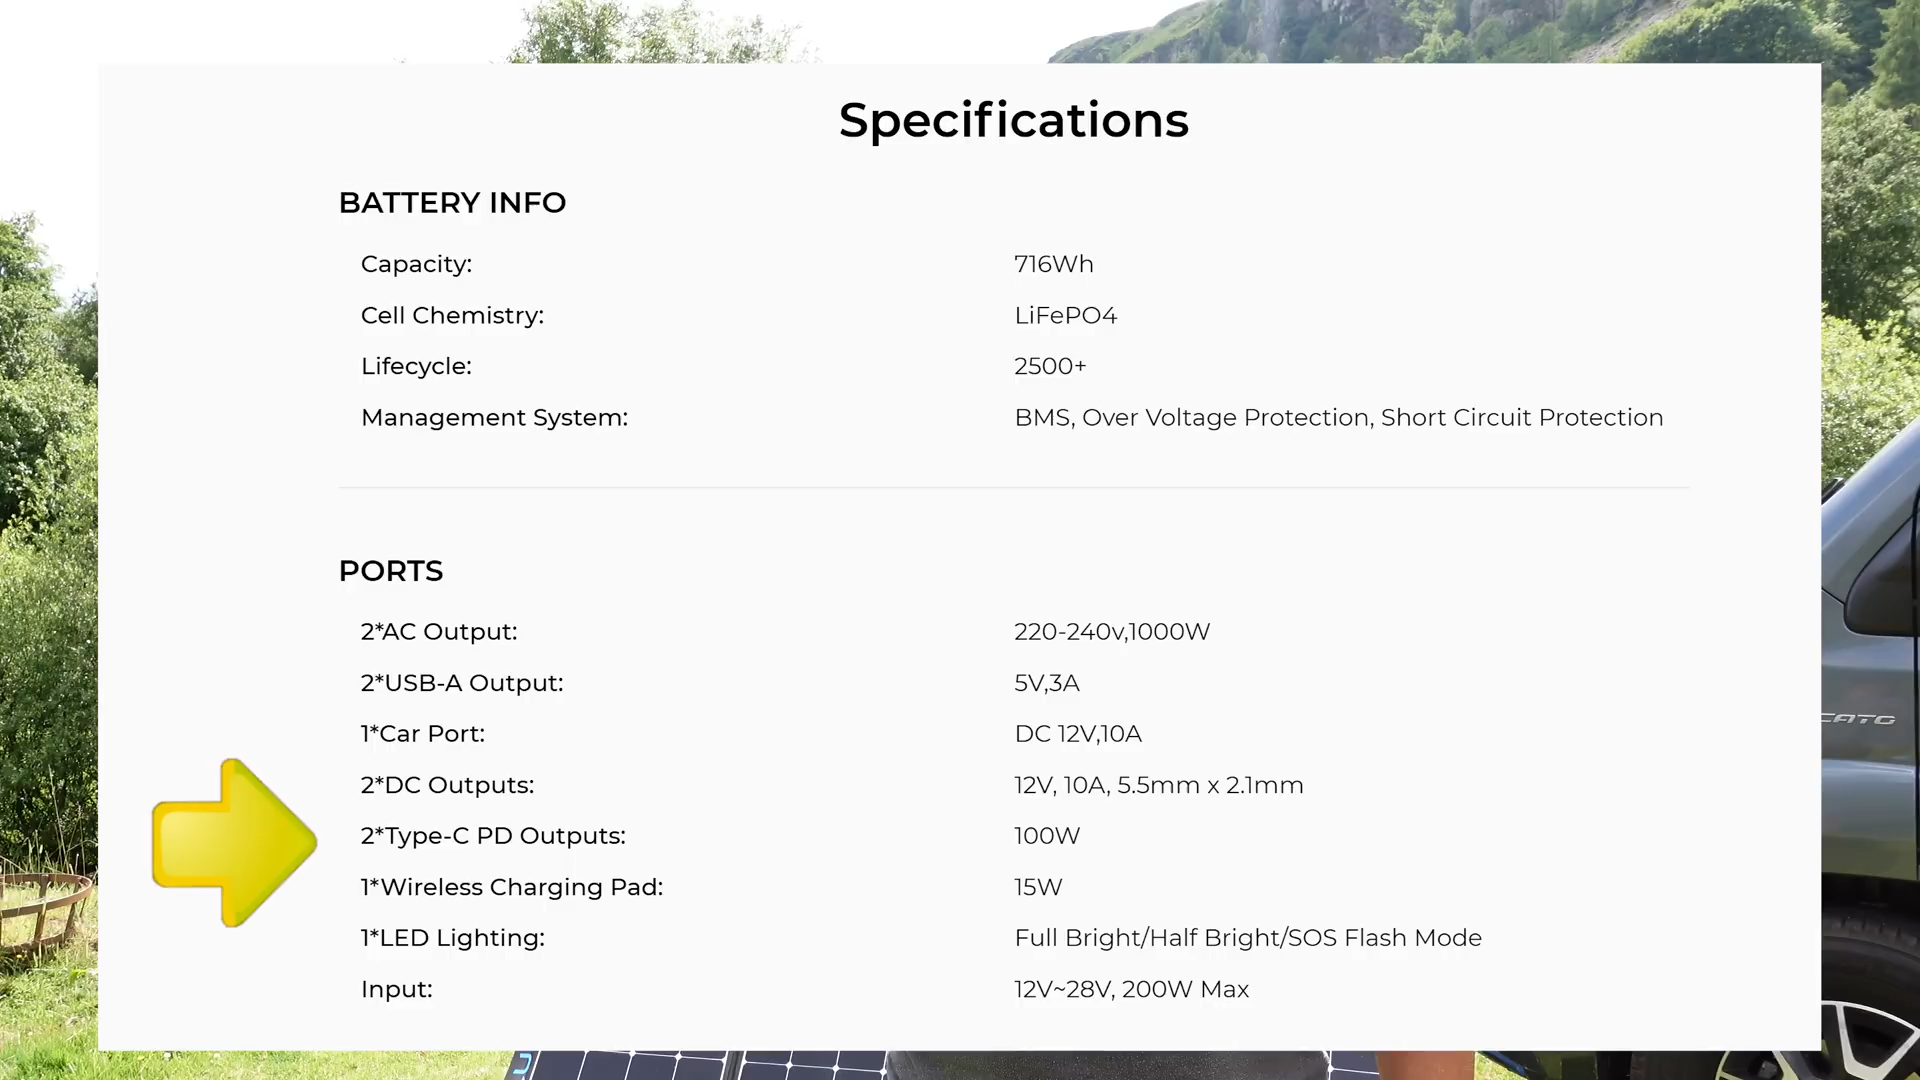 Specifications
BATTERY INFO
Capacity: 716Wh
Cell Chemistry: LiFePO4
Lifecycle: 2500+
Management System: BMS, Over Voltage Protection, Short Circuit Protection
PORTS
2*AC Output: 220-240v,1000W
2*USB-A Output: 5V,3A
1*Car Port: DC 12V,10A
2*DC Outputs: 12V, 10A, 5.5mm x 2.1mm
2*Type-C PD Outputs: 100W
1*Wireless Charging Pad: 15W
1*LED Lighting: Full Bright/Half Bright/SOS Flash Mode
Input: 12V~28V, 200W Max
CATO